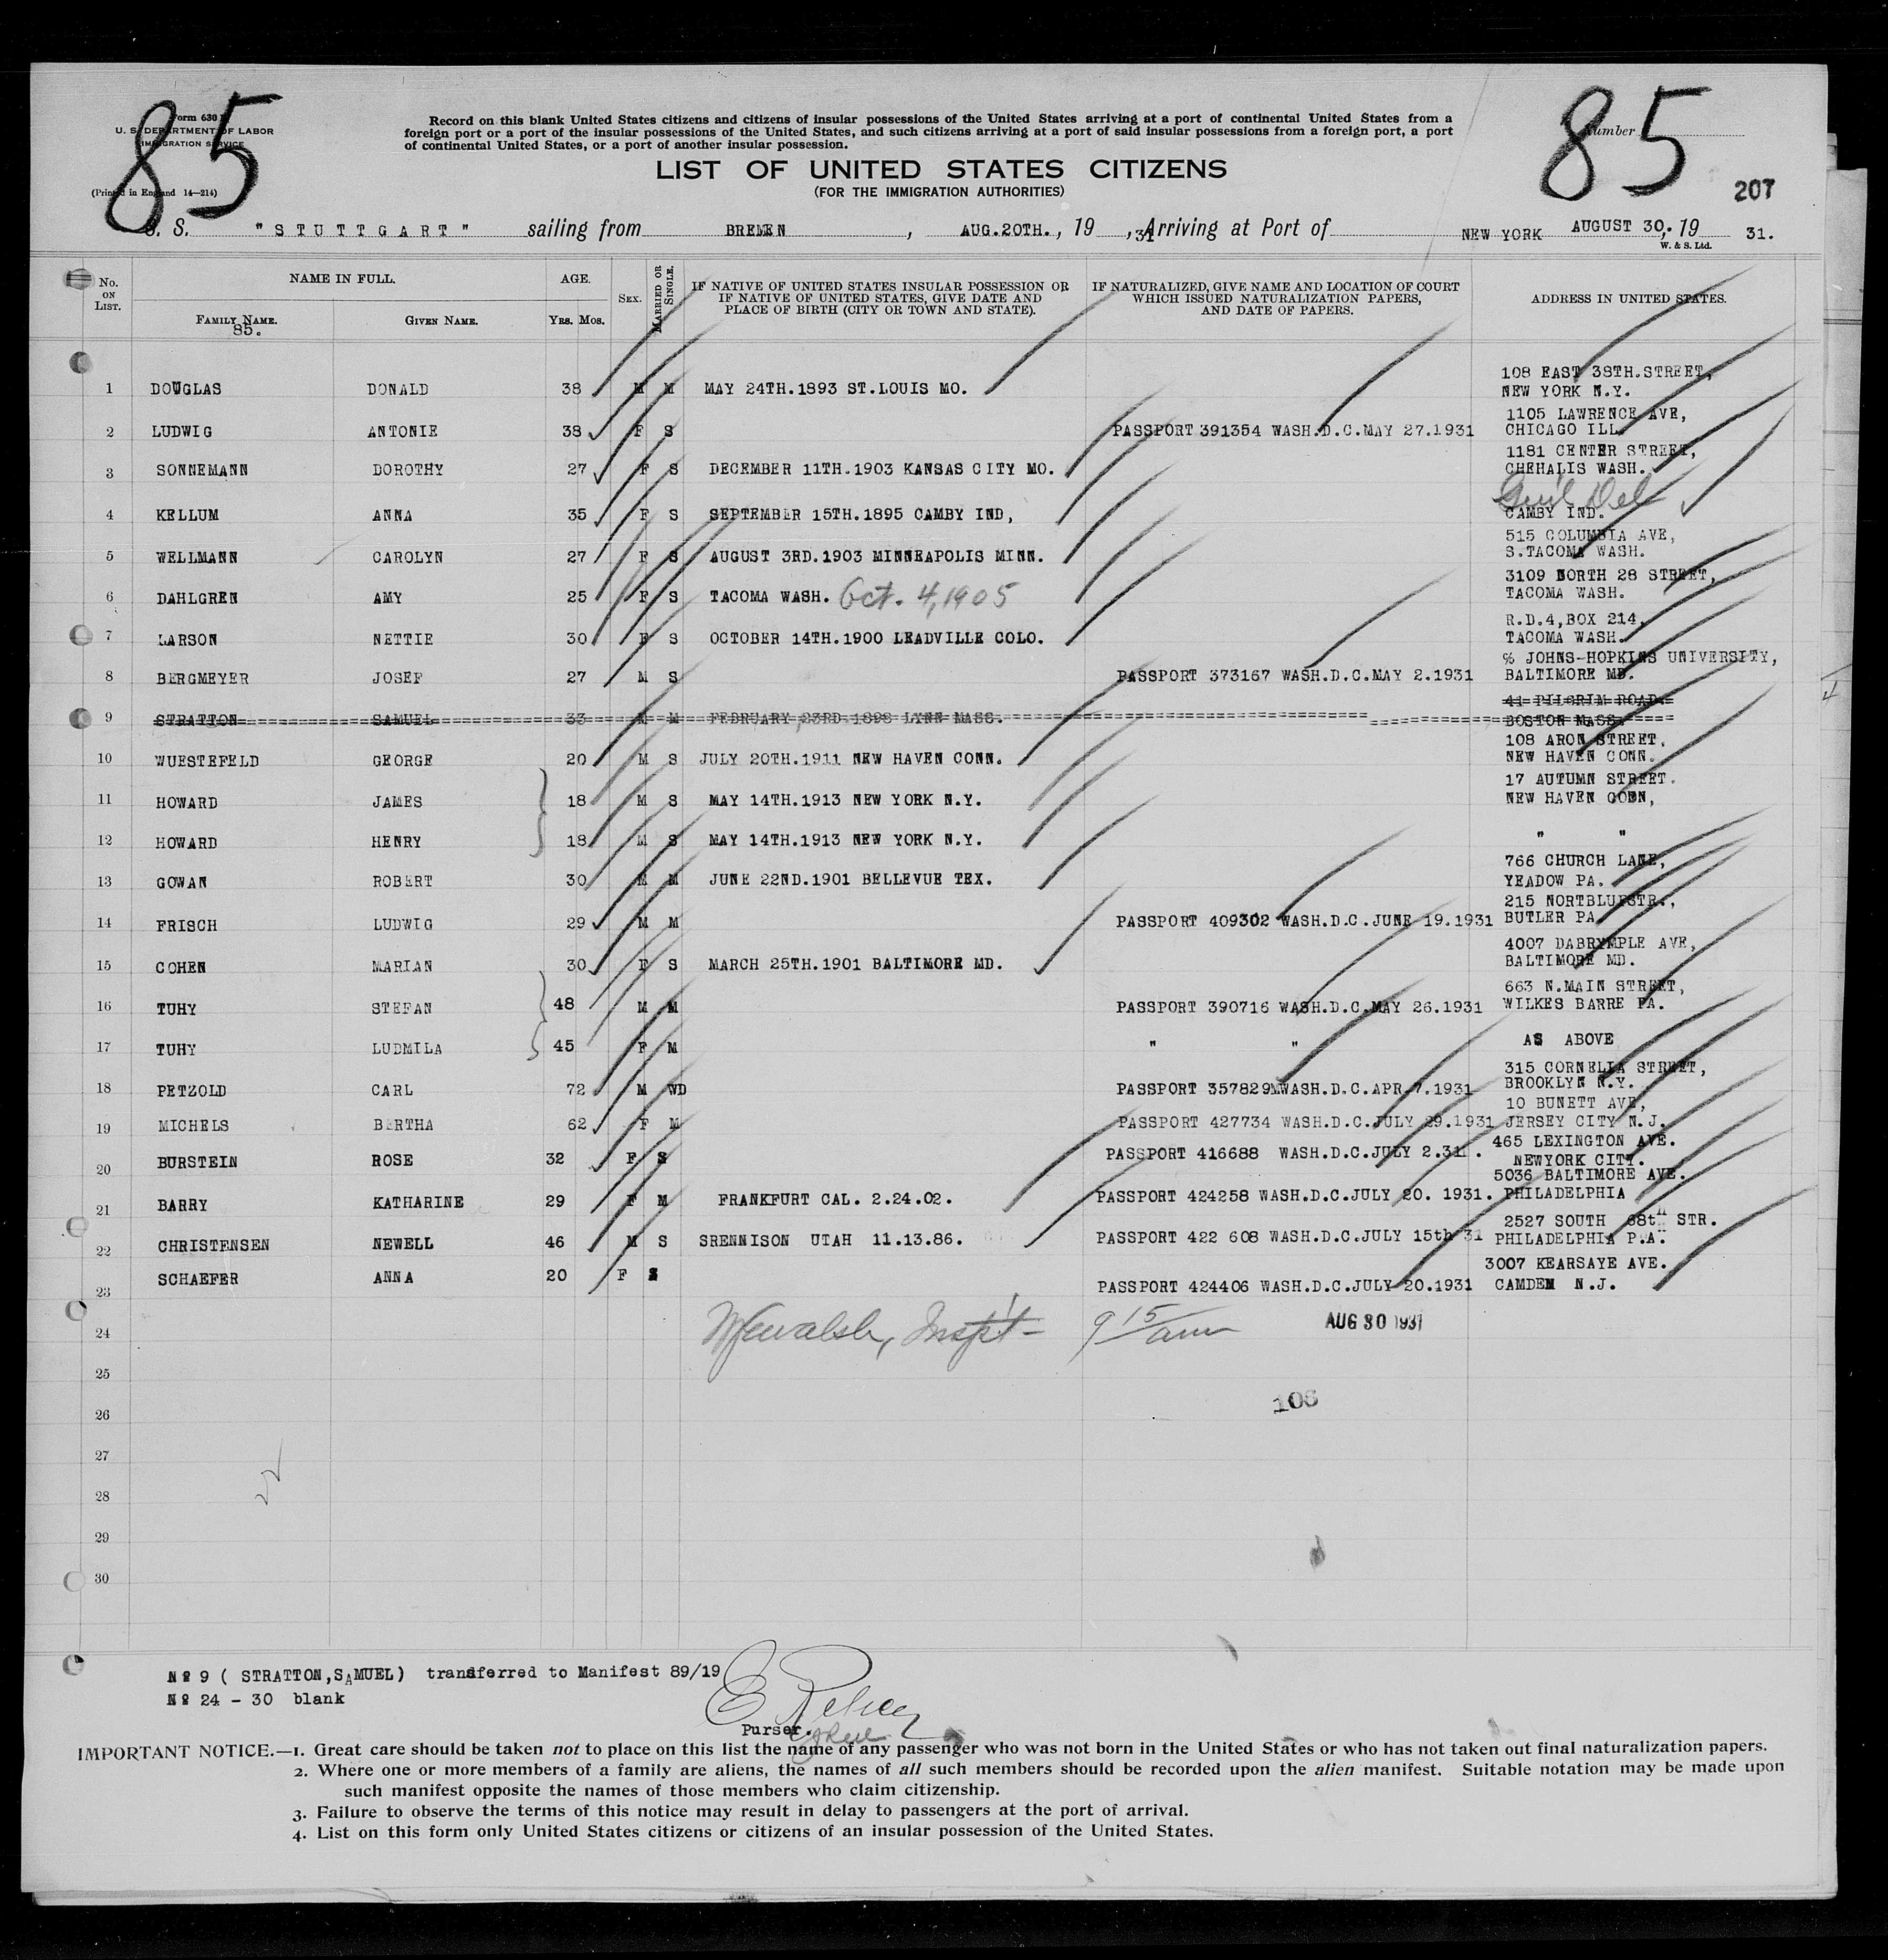 85
85
Form 630
U. S. DEPARTMENT OF LABOR
IMMIGRATION SERVICE
(Printed in England 14—214)
Record on this blank United States citizens and citizens of insular possessions of the United States arriving at a port of continental United States from a
foreign port or a port of the insular possessions of the United States, and such citizens arriving at a port of said insular possessions from a foreign port, a port
of continental United States, or a port of another insular possession.
Number
LIST OF UNITED STATES CITIZENS
(FOR THE IMMIGRATION AUTHORITIES)
207
S. S. "STUTTGART" sailing from BREMEN, AUG.20TH., 19 31, Arriving at Port of NEW YORK AUGUST 30, 19 31.
W. & S. Ltd.
No. ON LIST. NAME IN FULL. AGE. SEX. MARRIED OR SINGLE. IF NATIVE OF UNITED STATES INSULAR POSSESSION OR IF NATIVE OF UNITED STATES, GIVE DATE AND PLACE OF BIRTH (CITY OR TOWN AND STATE). IF NATURALIZED, GIVE NAME AND LOCATION OF COURT WHICH ISSUED NATURALIZATION PAPERS, AND DATE OF PAPERS. ADDRESS IN UNITED STATES.
FAMILY NAME. GIVEN NAME. YRS. MOS.
85.
1 DOUGLAS DONALD 38 M M MAY 24TH.1893 ST.LOUIS MO. 108 EAST 38TH.STREET, NEW YORK N.Y.
2 LUDWIG ANTONIE 38 F S PASSPORT 391354 WASH.D.C.MAY 27.1931 1105 LAWRENCE AVE, CHICAGO ILL
3 SONNEMANN DOROTHY 27 F S DECEMBER 11TH.1903 KANSAS CITY MO. 1181 CENTER STREET, CHEHALIS WASH.
4 KELLUM ANNA 35 F S SEPTEMBER 15TH.1895 CAMBY IND, Gen'l Del CAMBY IND.
5 WELLMANN CAROLYN 27 F S AUGUST 3RD.1903 MINNEAPOLIS MINN. 515 COLUMBIA AVE, S.TACOMA WASH.
6 DAHLGREN AMY 25 F S TACOMA WASH. Oct. 4, 1905 3109 NORTH 28 STREET, TACOMA WASH.
7 LARSON NETTIE 30 F S OCTOBER 14TH.1900 LEADVILLE COLO. R.D.4,BOX 214, TACOMA WASH.
8 BERGMEYER JOSEF 27 M S PASSPORT 373167 WASH.D.C.MAY 2.1931 % JOHNS-HOPKINS UNIVERSITY, BALTIMORE MD.
9 STRATTON SAMUEL 33 M M FEBRUARY 23RD 1898 LYNN MASS. 41 PILGRIM ROAD BOSTON MASS.
10 WUESTEFELD GEORGE 20 M S JULY 20TH.1911 NEW HAVEN CONN. 108 ARON STREET, NEW HAVEN CONN.
11 HOWARD JAMES 18 M S MAY 14TH.1913 NEW YORK N.Y. 17 AUTUMN STREET. NEW HAVEN CONN,
12 HOWARD HENRY 18 M S MAY 14TH.1913 NEW YORK N.Y. " "
13 GOWAN ROBERT 30 M M JUNE 22ND.1901 BELLEVUE TEX. 766 CHURCH LANE, YEADOW PA.
14 FRISCH LUDWIG 29 M M PASSPORT 409302 WASH.D.C.JUNE 19.1931 215 NORTBLUFSTR., BUTLER PA
15 COHEN MARIAN 30 F S MARCH 25TH.1901 BALTIMORE MD. 4007 DABRYMPLE AVE, BALTIMORE MD.
16 TUHY STEFAN 48 M M PASSPORT 390716 WASH.D.C.MAY 26.1931 663 N.MAIN STREET, WILKES BARRE PA.
17 TUHY LUDMILA 45 F M " " AS ABOVE
18 PETZOLD CARL 72 M WD PASSPORT 357829 WASH.D.C.APR.7.1931 315 CORNELIA STREET, BROOKLYN N.Y.
19 MICHELS BERTHA 62 F M PASSPORT 427734 WASH.D.C.JULY 29.1931 10 BUNETT AVE, JERSEY CITY N.J.
20 BURSTEIN ROSE 32 F S PASSPORT 416688 WASH.D.C.JULY 2.31. 465 LEXINGTON AVE. NEWYORK CITY.
21 BARRY KATHARINE 29 F M FRANKFURT CAL. 2.24.02. PASSPORT 424258 WASH.D.C.JULY 20. 1931. 5036 BALTIMORE AVE. PHILADELPHIA
22 CHRISTENSEN NEWELL 46 M S SRENNISON UTAH 11.13.86. PASSPORT 422 608 WASH.D.C.JULY 15th 31 2527 SOUTH 68th STR. PHILADELPHIA P.A.
23 SCHAEFER ANNA 20 F S PASSPORT 424406 WASH.D.C.JULY 20.1931 3007 KEARSAYE AVE. CAMDEN N.J.
24 Walsh, Insp't- 9 15/am AUG 30 1931
25
26 106
27
28
29
30
No 9 ( STRATTON,SAMUEL) transferred to Manifest 89/19
No 24 - 30 blank
Purser.
IMPORTANT NOTICE.—1. Great care should be taken not to place on this list the name of any passenger who was not born in the United States or who has not taken out final naturalization papers.
2. Where one or more members of a family are aliens, the names of all such members should be recorded upon the alien manifest. Suitable notation may be made upon
such manifest opposite the names of those members who claim citizenship.
3. Failure to observe the terms of this notice may result in delay to passengers at the port of arrival.
4. List on this form only United States citizens or citizens of an insular possession of the United States.